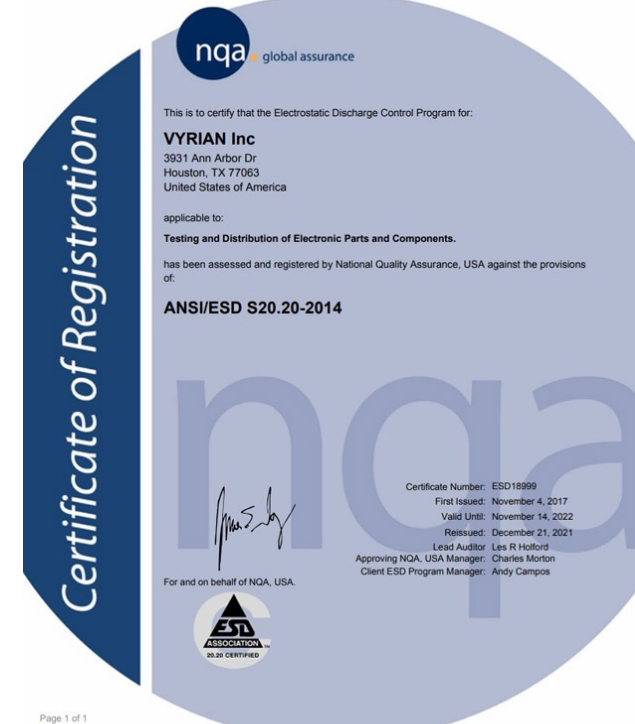 nqa. global assurance
Certificate of Registration
This is to certify that the Electrostatic Discharge Control Program for:
VYRIAN Inc
3931 Ann Arbor Dr
Houston, TX 77063
United States of America
applicable to:
Testing and Distribution of Electronic Parts and Components.
has been assessed and registered by National Quality Assurance, USA against the provisions
of:
ANSI/ESD S20.20-2014
nqa
Certificate Number: ESD18999
First Issued: November 4, 2017
Valid Until: November 14, 2022
Reissued: December 21, 2021
Lead Auditor Les R Holford
Approving NQA, USA Manager: Charles Morton
Client ESD Program Manager: Andy Campos
For and on behalf of NQA, USA.
ESD
ASSOCIATION
20.20 CERTIFIED
Page 1 of 1